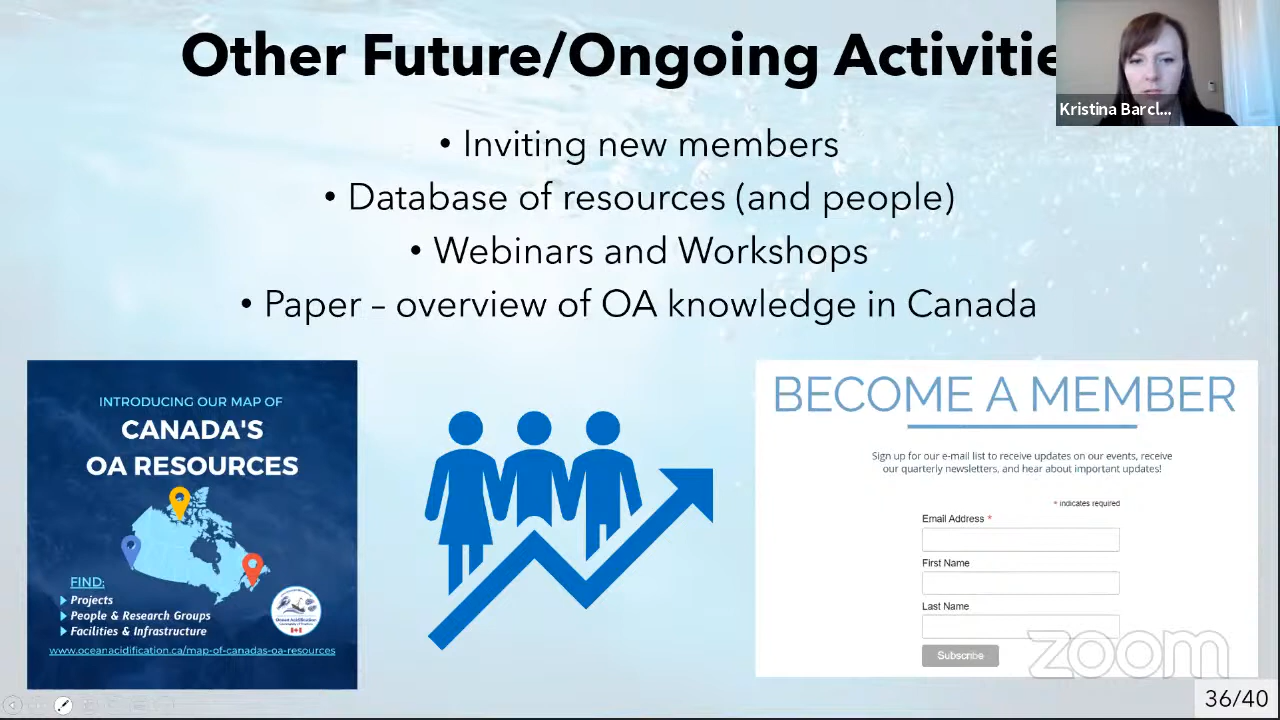 Other Future/Ongoing Activitie
Kristina Barcl...
• Inviting new members
• Database of resources (and people)
• Webinars and Workshops
• Paper – overview of OA knowledge in Canada
INTRODUCING OUR MAP OF
CANADA'S
OA RESOURCES
FIND:
Projects
People & Research Groups
Facilities & Infrastructure
Ocean Acidification
www.oceanacidification.ca/map-of-canadas-oa-resources
BECOME A MEMBER
Sign up for our e-mail list to receive updates on our events, receive
our quarterly newsletters, and hear about important updates!
* indicates required
Email Address *
First Name
Last Name
Subscribe
zoom
36/40